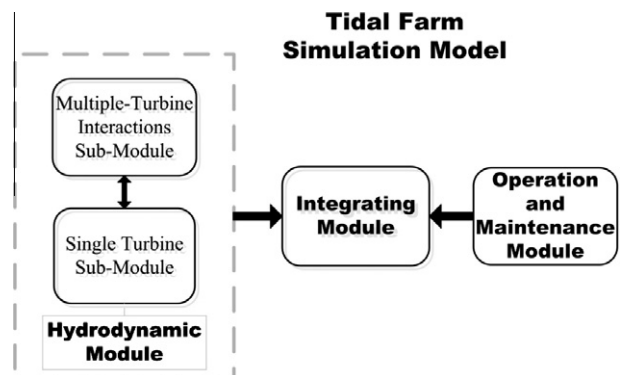 Tidal Farm
Simulation Model
Multiple-Turbine
Interactions
Sub-Module
Single Turbine
Sub-Module
Hydrodynamic
Module
Integrating
Module
Operation
and
Maintenance
Module